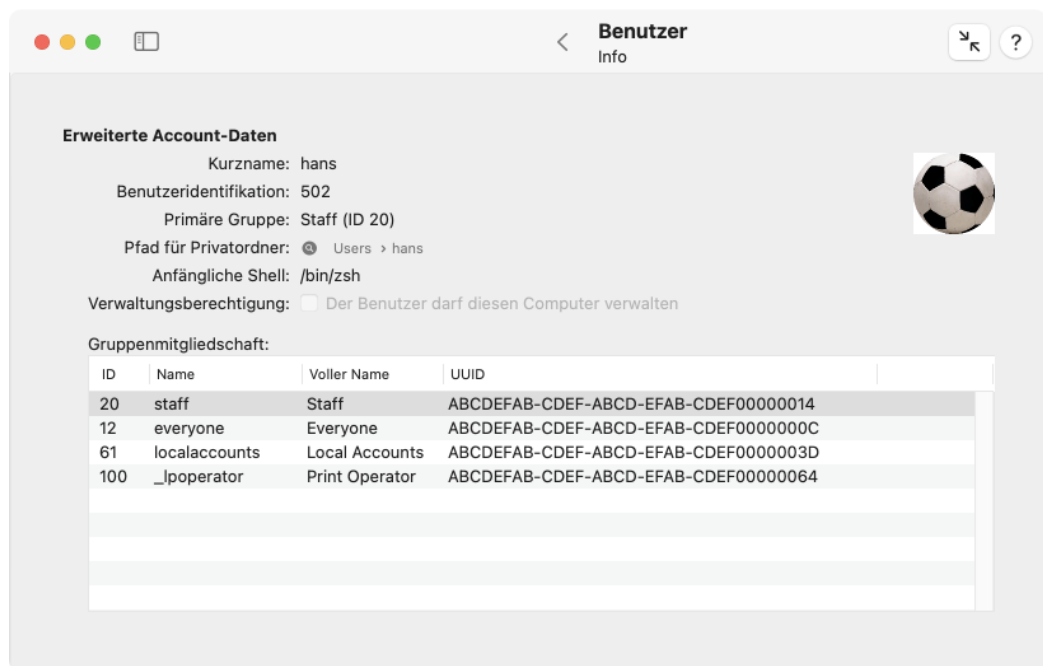 Benutzer
Info
?
Erweiterte Account-Daten
Kurzname: hans
Benutzeridentifikation: 502
Primäre Gruppe: Staff (ID 20)
Pfad für Privatordner: Users › hans
Anfängliche Shell: /bin/zsh
Verwaltungsberechtigung: Der Benutzer darf diesen Computer verwalten
Gruppenmitgliedschaft:
ID Name Voller Name UUID
20 staff Staff ABCDEFAB-CDEF-ABCD-EFAB-CDEF00000014
12 everyone Everyone ABCDEFAB-CDEF-ABCD-EFAB-CDEF0000000C
61 localaccounts Local Accounts ABCDEFAB-CDEF-ABCD-EFAB-CDEF0000003D
100 _lpoperator Print Operator ABCDEFAB-CDEF-ABCD-EFAB-CDEF00000064